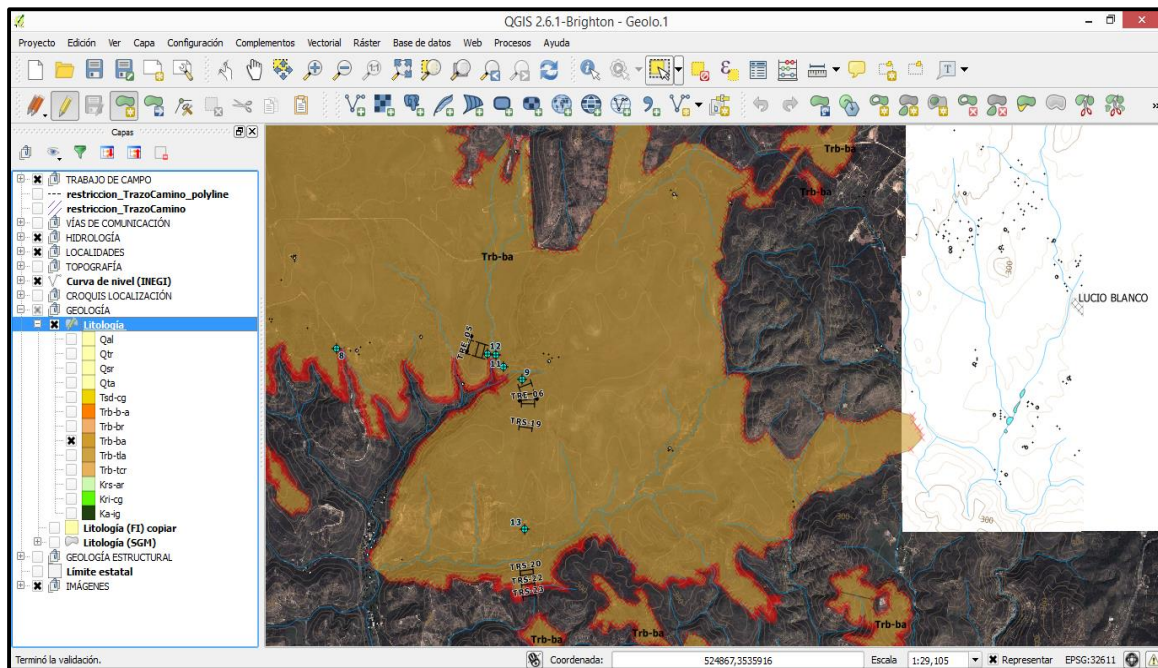 QGIS 2.6.1-Brighton - Geolo.1
Proyecto Edición Ver Capa Configuración Complementos Vectorial Ráster Base de datos Web Procesos Ayuda
Capas
TRABAJO DE CAMPO
restriccion_TrazoCamino_polyline
restriccion_TrazoCamino
VÍAS DE COMUNICACIÓN
HIDROLOGÍA
LOCALIDADES
TOPOGRAFÍA
Curva de nivel (INEGI)
CROQUIS LOCALIZACIÓN
GEOLOGÍA
Litología
Qal
Qtr
Qsr
Qta
Tsd-cg
Trb-b-a
Trb-br
Trb-ba
Trb-tla
Trb-tcr
Krs-ar
Kri-cg
Ka-ig
Litología (FI) copiar
Litología (SGM)
GEOLOGÍA ESTRUCTURAL
Límite estatal
IMÁGENES
Trb-ba
Trb-ba
Trb-ba
300
LUCIO BLANCO
TRE-05
12
8
11
9
TRE-06
TRS-19
13
300
TRS-20
TRS-22
TRS-23
Trb-ba
Trb-ba
Trb-ba
Terminó la validación.
Coordenada: 524867,3535916 Escala 1:29,105 Representar EPSG:32611